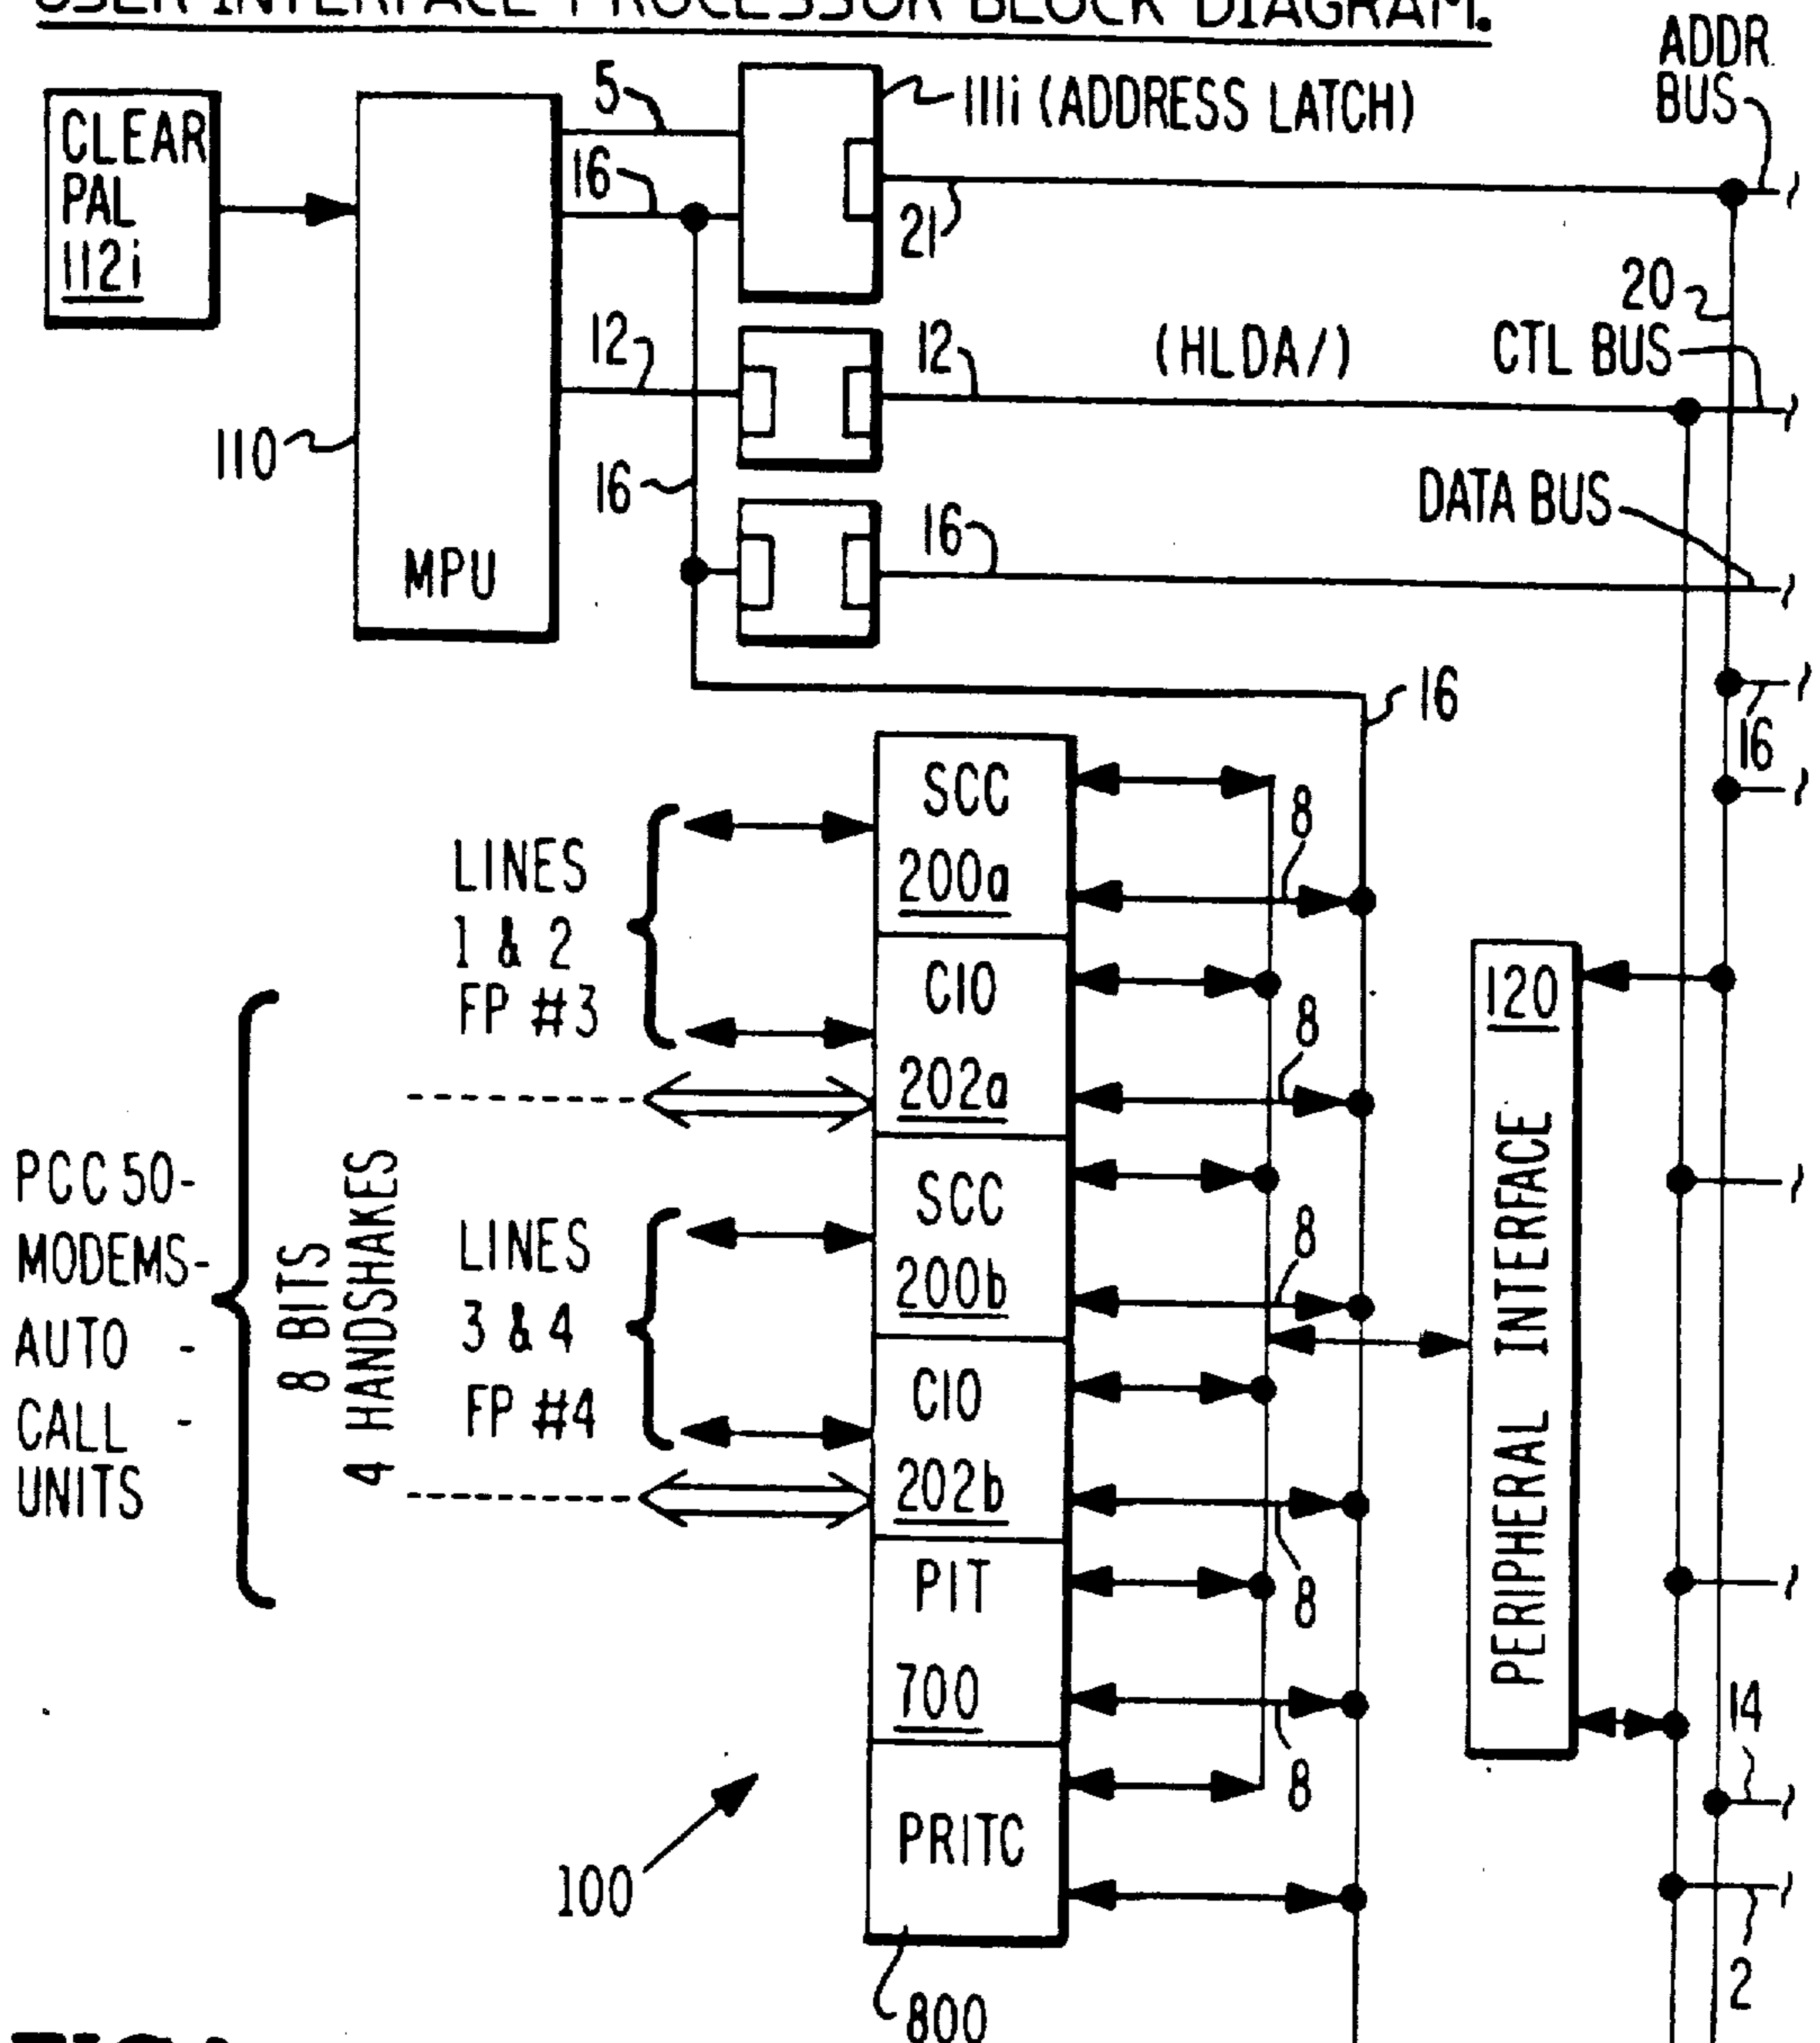 USER INTERFACE PROCESSOR BLOCK DIAGRAM.
ADDR.
BUS
CLEAR
PAL
112i
5
111i (ADDRESS LATCH)
16
21
20
12
12
(HLDA/)
CTL BUS
110
16
MPU
16
DATA BUS
16
16
SCC
200a
8
LINES
1 & 2
FP #3
CIO
202a
8
120
PERIPHERAL INTERFACE
PCC 50-
MODEMS-
AUTO -
CALL -
UNITS
8 BITS
4 HANDSHAKES
SCC
200b
8
LINES
3 & 4
FP #4
CIO
202b
8
PIT
700
8
14
PRITC
100
800
2